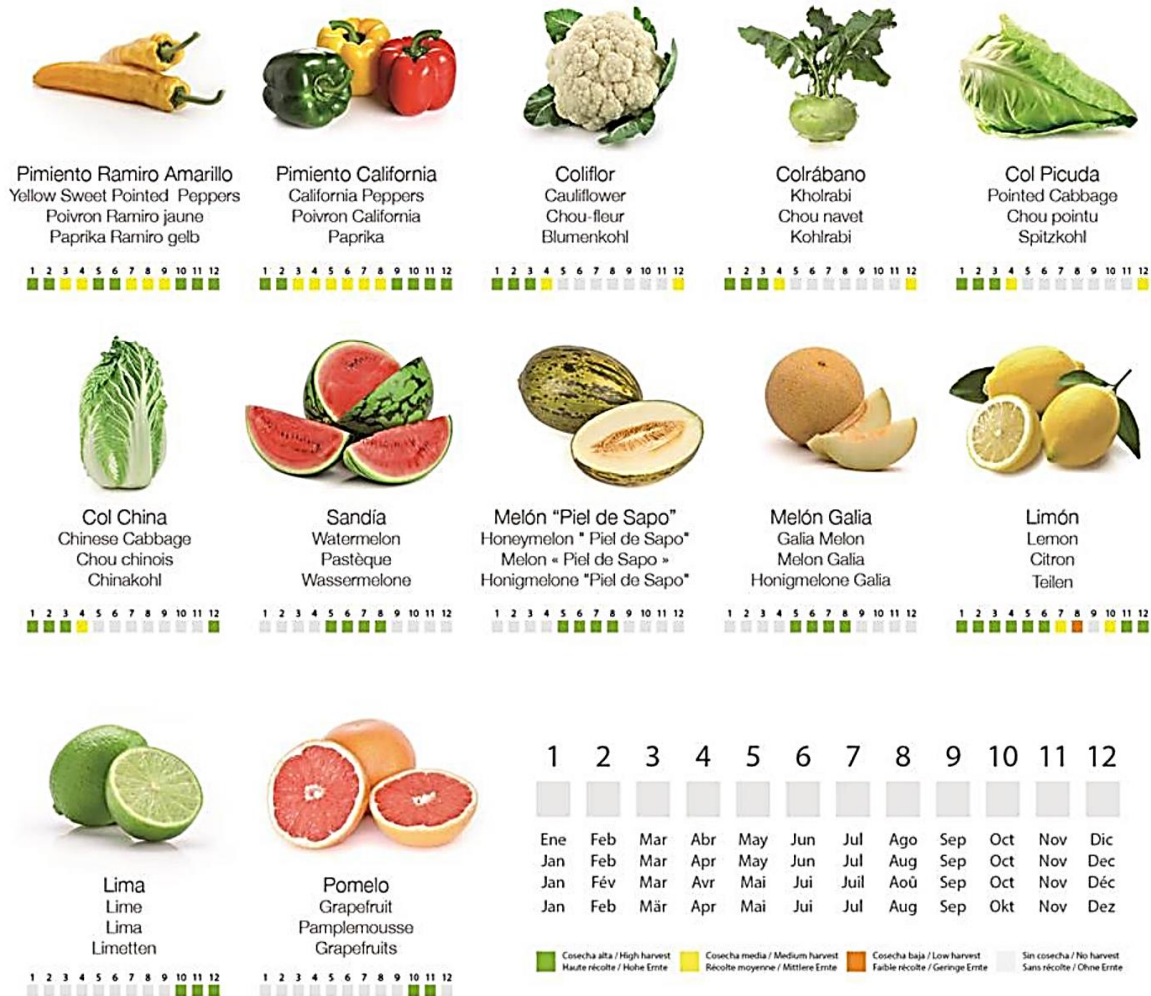 Pimiento Ramiro Amarillo
Yellow Sweet Pointed Peppers
Poivron Ramiro jaune
Paprika Ramiro gelb
1 2 3 4 5 6 7 8 9 10 11 12
Pimiento California
California Peppers
Poivron California
Paprika
1 2 3 4 5 6 7 8 9 10 11 12
Coliflor
Cauliflower
Chou-fleur
Blumenkohl
1 2 3 4 5 6 7 8 9 10 11 12
Colrábano
Kholrabi
Chou navet
Kohlrabi
1 2 3 4 5 6 7 8 9 10 11 12
Col Picuda
Pointed Cabbage
Chou pointu
Spitzkohl
1 2 3 4 5 6 7 8 9 10 11 12
Col China
Chinese Cabbage
Chou chinois
Chinakohl
1 2 3 4 5 6 7 8 9 10 11 12
Sandía
Watermelon
Pastèque
Wassermelone
1 2 3 4 5 6 7 8 9 10 11 12
Melón “Piel de Sapo”
Honeymelon " Piel de Sapo"
Melon « Piel de Sapo »
Honigmelone "Piel de Sapo"
1 2 3 4 5 6 7 8 9 10 11 12
Melón Galia
Galia Melon
Melon Galia
Honigmelone Galia
1 2 3 4 5 6 7 8 9 10 11 12
Limón
Lemon
Citron
Teilen
1 2 3 4 5 6 7 8 9 10 11 12
Lima
Lime
Lima
Limetten
1 2 3 4 5 6 7 8 9 10 11 12
Pomelo
Grapefruit
Pamplemousse
Grapefruits
1 2 3 4 5 6 7 8 9 10 11 12
1 2 3 4 5 6 7 8 9 10 11 12
Ene Feb Mar Abr May Jun Jul Ago Sep Oct Nov Dic
Jan Feb Mar Apr May Jun Jul Aug Sep Oct Nov Dec
Jan Fév Mar Avr Mai Jui Juil Aoû Sep Oct Nov Déc
Jan Feb Mär Apr Mai Jui Jul Aug Sep Okt Nov Dez
Cosecha alta / High harvest
Haute récolte / Hohe Ernte
Cosecha media / Medium harvest
Récolte moyenne / Mittlere Ernte
Cosecha baja / Low harvest
Faible récolte / Geringe Ernte
Sin cosecha / No harvest
Sans récolte / Ohne Ernte